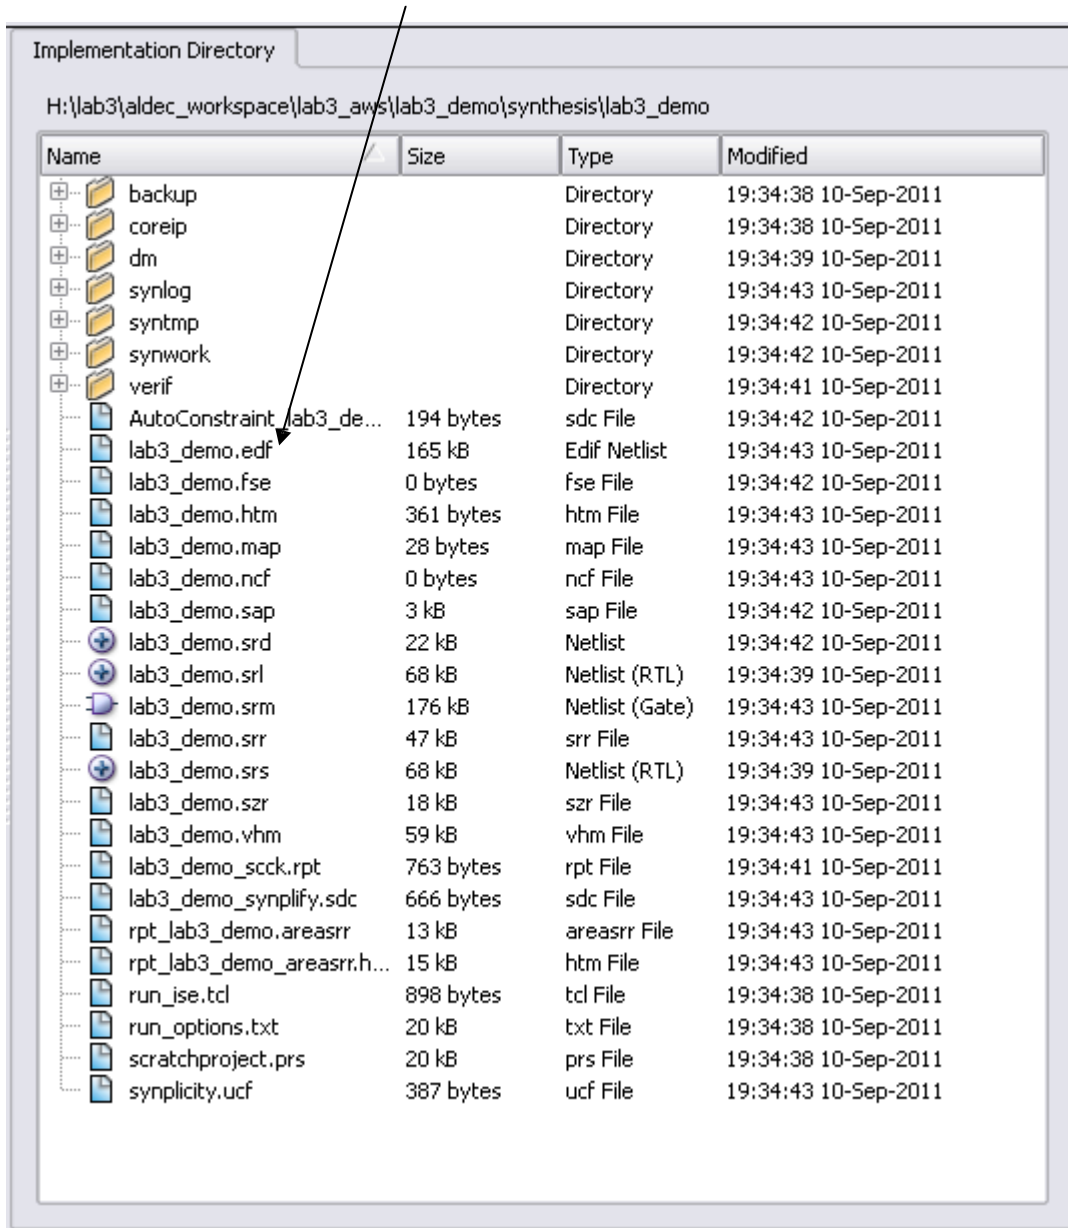 Implementation Directory
H:\lab3\aldec_workspace\lab3_aws\lab3_demo\synthesis\lab3_demo
Name Size Type Modified
backup Directory 19:34:38 10-Sep-2011
coreip Directory 19:34:38 10-Sep-2011
dm Directory 19:34:39 10-Sep-2011
synlog Directory 19:34:43 10-Sep-2011
syntmp Directory 19:34:42 10-Sep-2011
synwork Directory 19:34:42 10-Sep-2011
verif Directory 19:34:41 10-Sep-2011
AutoConstraint_lab3_de... 194 bytes sdc File 19:34:42 10-Sep-2011
lab3_demo.edf 165 kB Edif Netlist 19:34:43 10-Sep-2011
lab3_demo.fse 0 bytes fse File 19:34:42 10-Sep-2011
lab3_demo.htm 361 bytes htm File 19:34:43 10-Sep-2011
lab3_demo.map 28 bytes map File 19:34:43 10-Sep-2011
lab3_demo.ncf 0 bytes ncf File 19:34:43 10-Sep-2011
lab3_demo.sap 3 kB sap File 19:34:42 10-Sep-2011
lab3_demo.srd 22 kB Netlist 19:34:42 10-Sep-2011
lab3_demo.srl 68 kB Netlist (RTL) 19:34:39 10-Sep-2011
lab3_demo.srm 176 kB Netlist (Gate) 19:34:43 10-Sep-2011
lab3_demo.srr 47 kB srr File 19:34:43 10-Sep-2011
lab3_demo.srs 68 kB Netlist (RTL) 19:34:39 10-Sep-2011
lab3_demo.szr 18 kB szr File 19:34:43 10-Sep-2011
lab3_demo.vhm 59 kB vhm File 19:34:43 10-Sep-2011
lab3_demo_scck.rpt 763 bytes rpt File 19:34:41 10-Sep-2011
lab3_demo_synplify.sdc 666 bytes sdc File 19:34:43 10-Sep-2011
rpt_lab3_demo.areasrr 13 kB areasrr File 19:34:43 10-Sep-2011
rpt_lab3_demo_areasrr.h... 15 kB htm File 19:34:43 10-Sep-2011
run_ise.tcl 898 bytes tcl File 19:34:38 10-Sep-2011
run_options.txt 20 kB txt File 19:34:38 10-Sep-2011
scratchproject.prs 20 kB prs File 19:34:38 10-Sep-2011
synplicity.ucf 387 bytes ucf File 19:34:43 10-Sep-2011